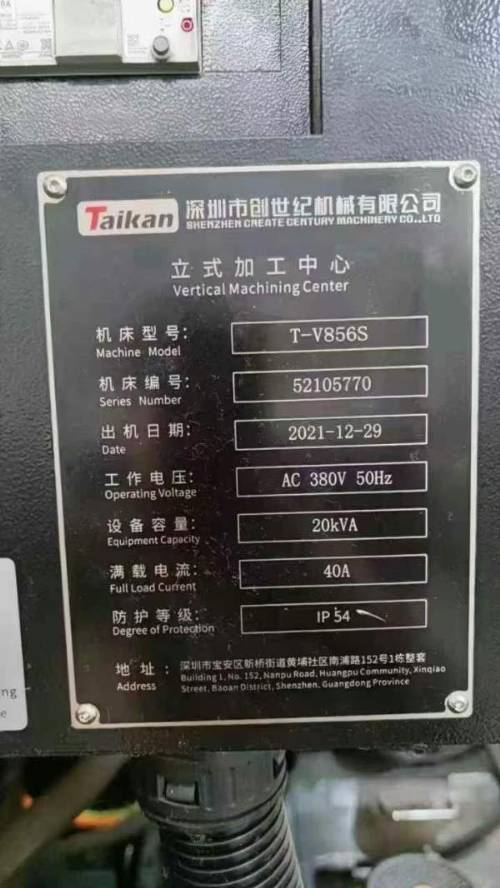 Taikan 深圳市创世纪机械有限公司
SHENZHEN CREATE CENTURY MACHINERY CO.,LTD
立式加工中心
Vertical Machining Center
机床型号: T-V856S
Machine Model
机床编号: 52105770
Series Number
出机日期: 2021-12-29
Date
工作电压: AC 380V 50Hz
Operating Voltage
设备容量: 20kVA
Equipment Capacity
满载电流: 40A
Full Load Current
防护等级: IP 54
Degree of Protection
地址: 深圳市宝安区新桥街道黄埔社区南浦路152号1栋整套
Address Building 1, No. 152, Nanpu Road, Huangpu Community, Xinqiao
Street, Baoan District, Shenzhen, Guangdong Province